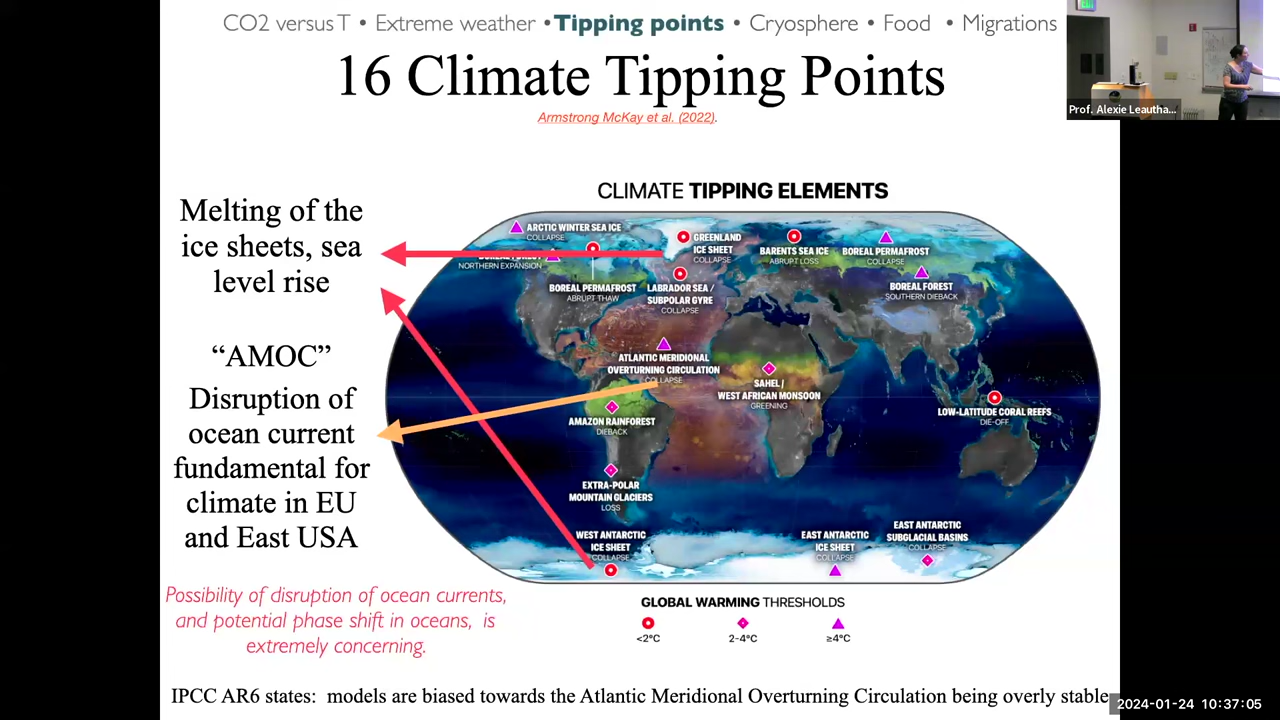 CO2 versus T • Extreme weather •Tipping points • Cryosphere • Food • Migrations
16 Climate Tipping Points
Armstrong McKay et al. (2022).
Prof. Alexie Leautha...
Melting of the
ice sheets, sea
level rise
“AMOC”
Disruption of
ocean current
fundamental for
climate in EU
and East USA
Possibility of disruption of ocean currents,
and potential phase shift in oceans, is
extremely concerning.
CLIMATE TIPPING ELEMENTS
ARCTIC WINTER SEA ICE
COLLAPSE
NORTHERN EXPANSION
BOREAL PERMAFROST
ABRUPT THAW
GREENLAND
ICE SHEET
COLLAPSE
LABRADOR SEA /
SUBPOLAR GYRE
COLLAPSE
BARENTS SEA ICE
ABRUPT LOSS
BOREAL PERMAFROST
COLLAPSE
BOREAL FOREST
SOUTHERN DIEBACK
ATLANTIC MERIDIONAL
OVERTURNING CIRCULATION
COLLAPSE
SAHEL /
WEST AFRICAN MONSOON
GREENING
AMAZON RAINFOREST
DIEBACK
LOW-LATITUDE CORAL REEFS
DIE-OFF
EXTRA-POLAR
MOUNTAIN GLACIERS
LOSS
WEST ANTARCTIC
ICE SHEET
COLLAPSE
EAST ANTARCTIC
ICE SHEET
COLLAPSE
EAST ANTARCTIC
SUBGLACIAL BASINS
COLLAPSE
GLOBAL WARMING THRESHOLDS
<2°C
2-4°C
≥4°C
IPCC AR6 states: models are biased towards the Atlantic Meridional Overturning Circulation being overly stable
2024-01-24 10:37:05